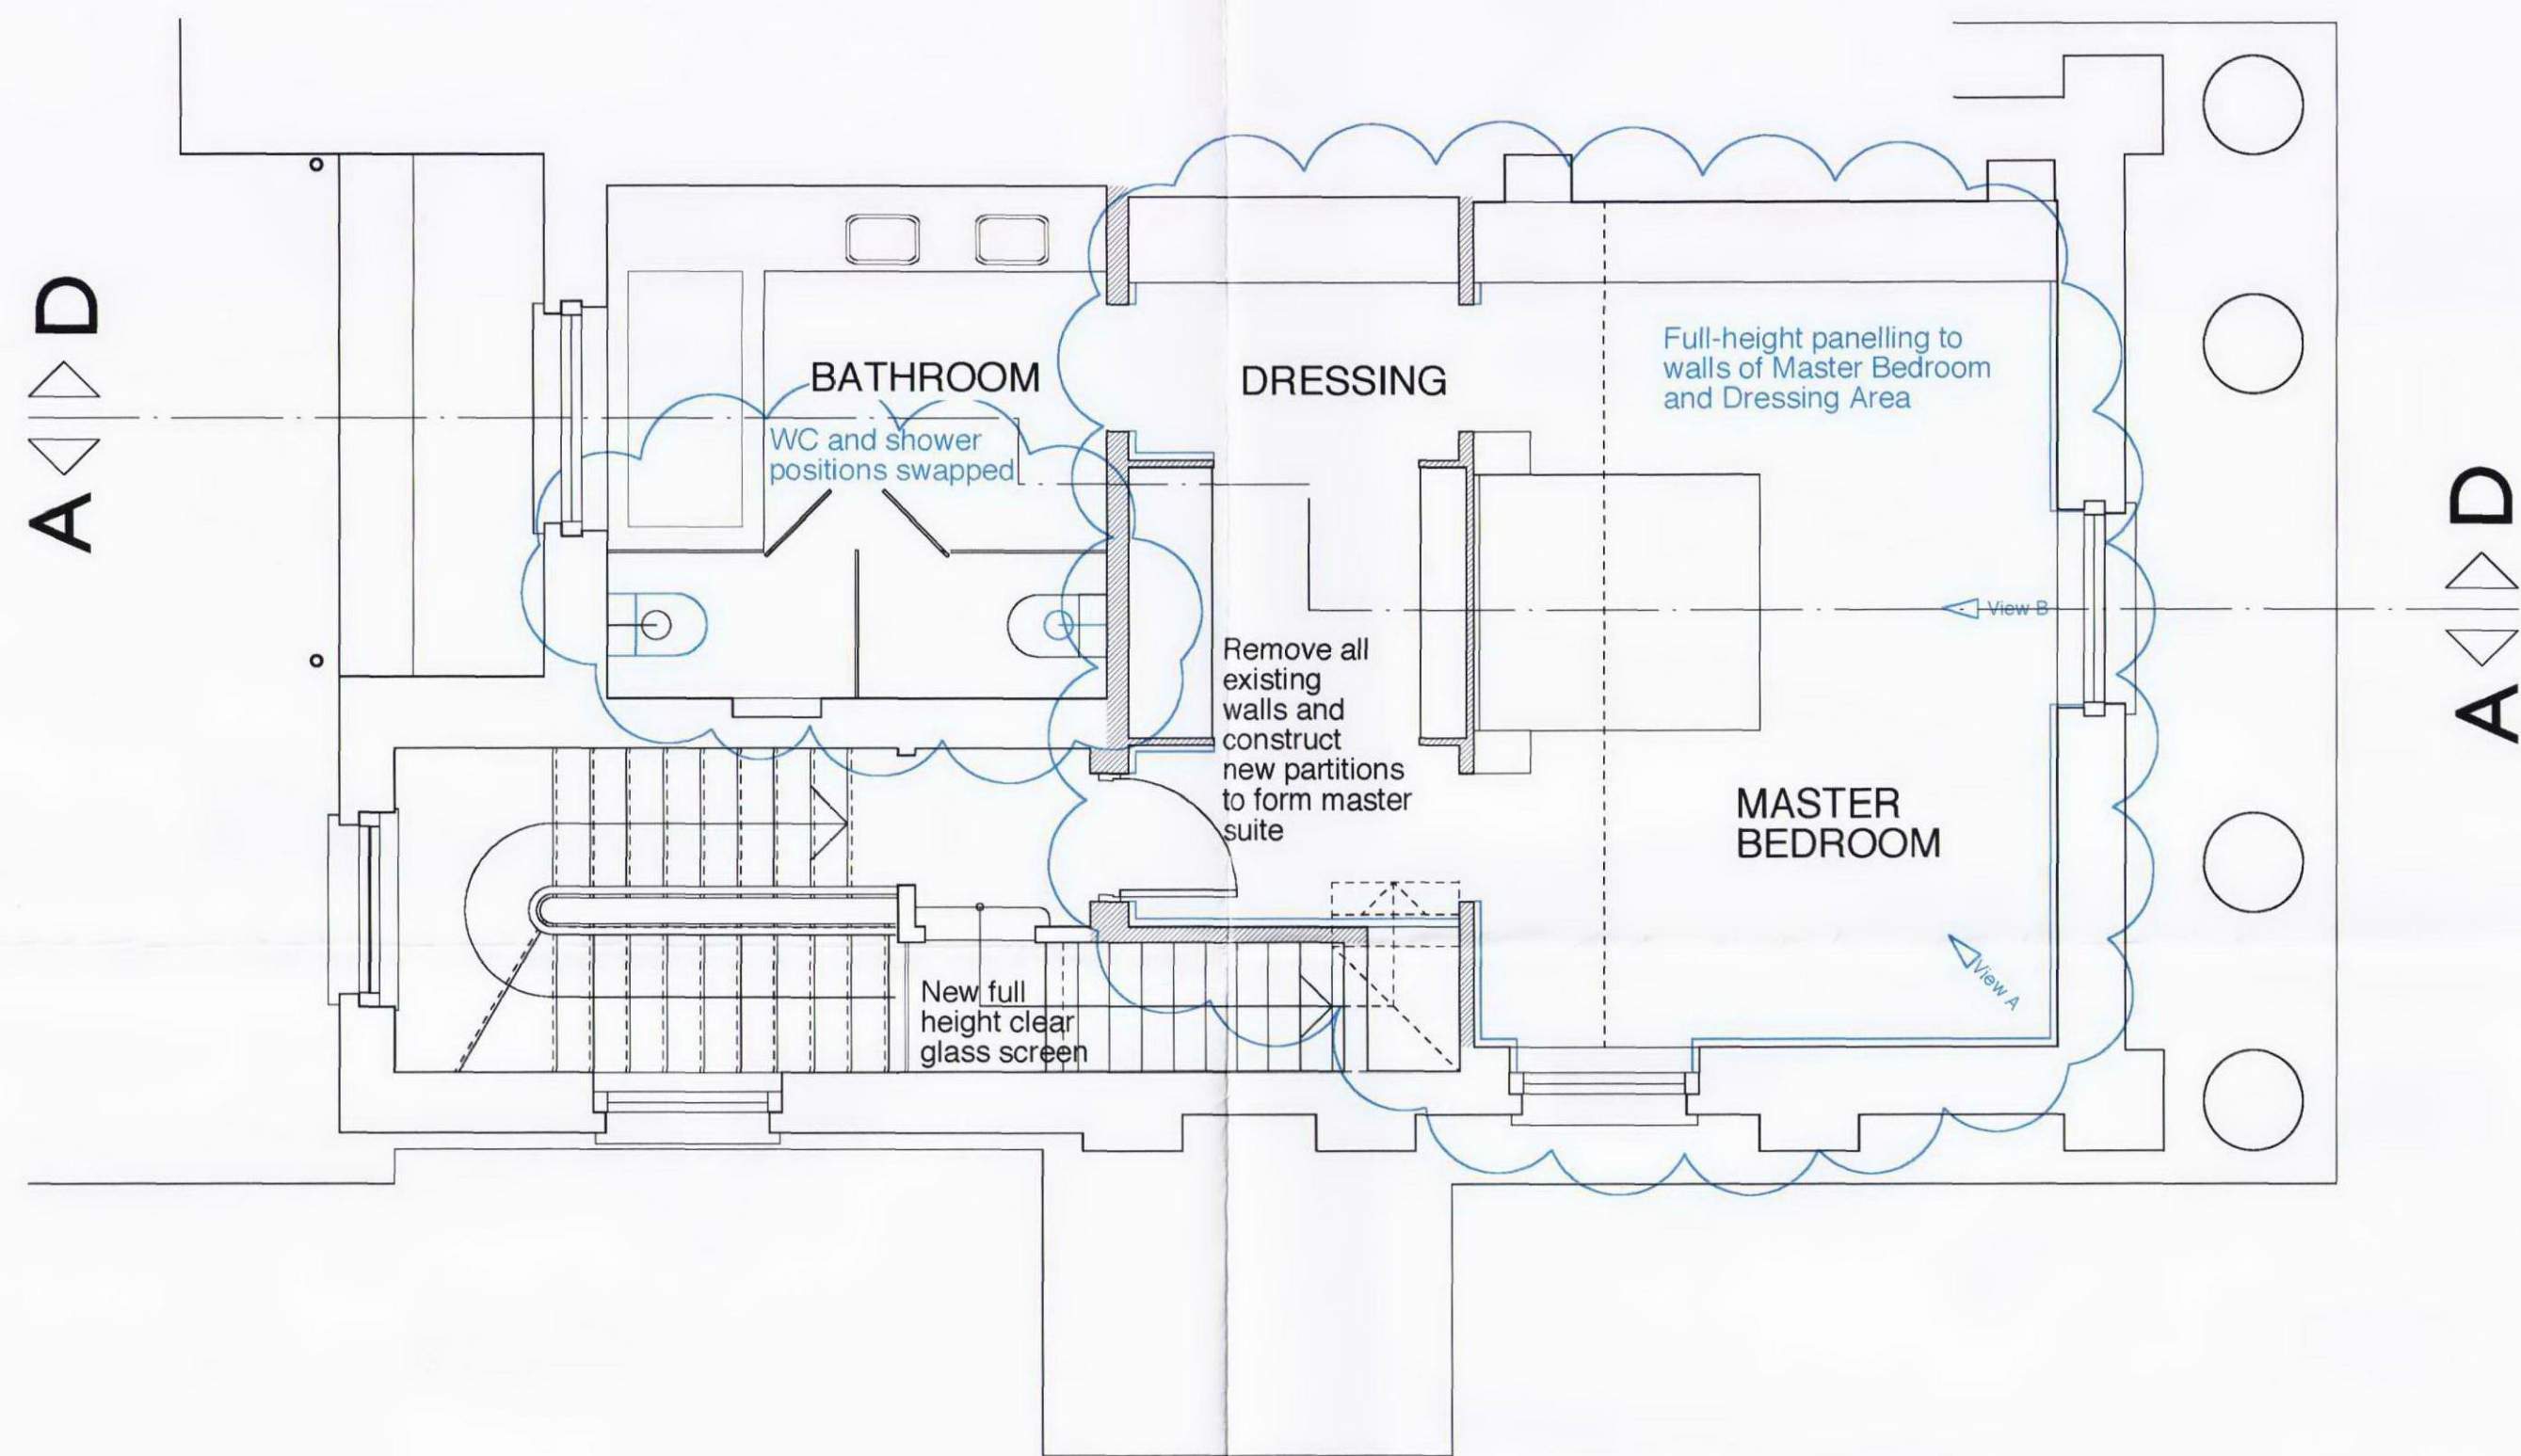 D
A
BATHROOM
WC and shower
positions swapped
DRESSING
Full-height panelling to
walls of Master Bedroom
and Dressing Area
View B
D
A
Remove all
existing
walls and
construct
new partitions
to form master
suite
MASTER
BEDROOM
View A
New full
height clear
glass screen